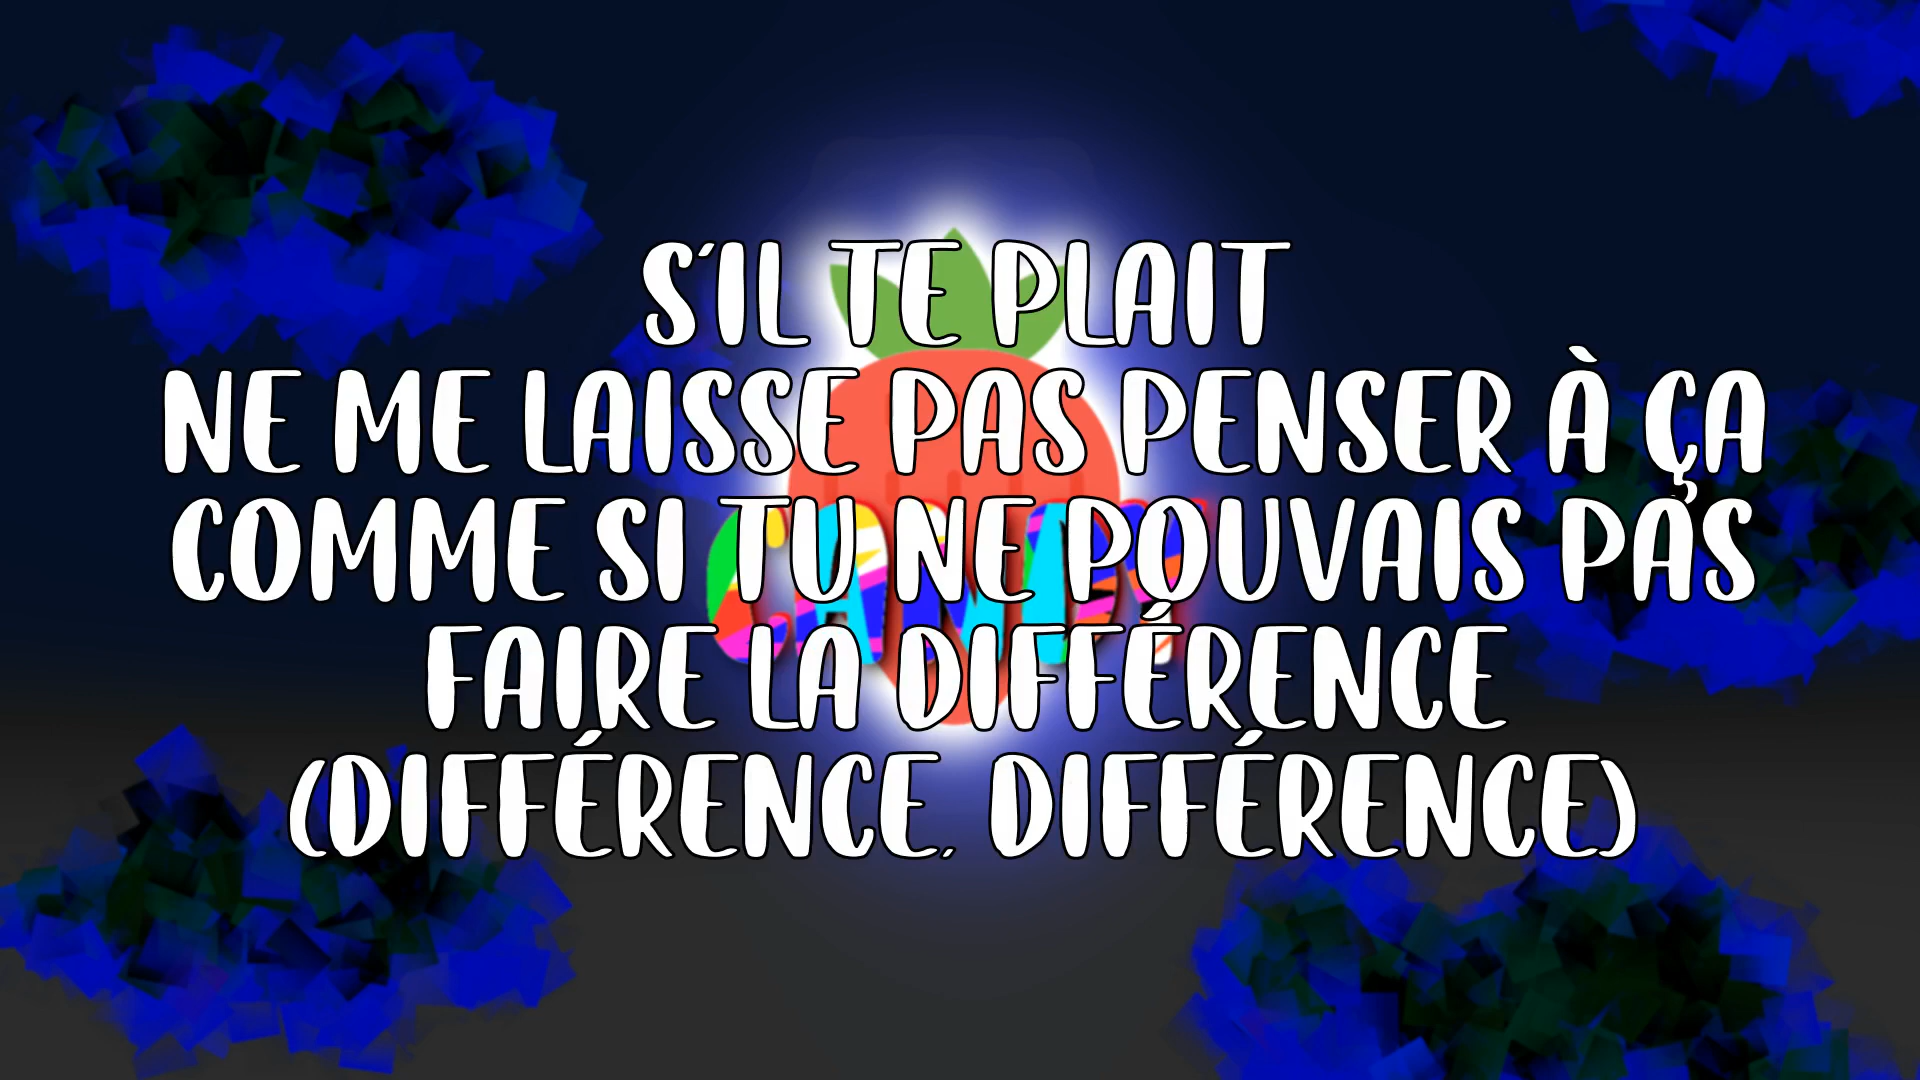 S'IL TE PLAIT
NE ME LAISSE PAS PENSER À ÇA
COMME SI TU NE POUVAIS PAS
FAIRE LA DIFFÉRENCE
(DIFFÉRENCE, DIFFÉRENCE)